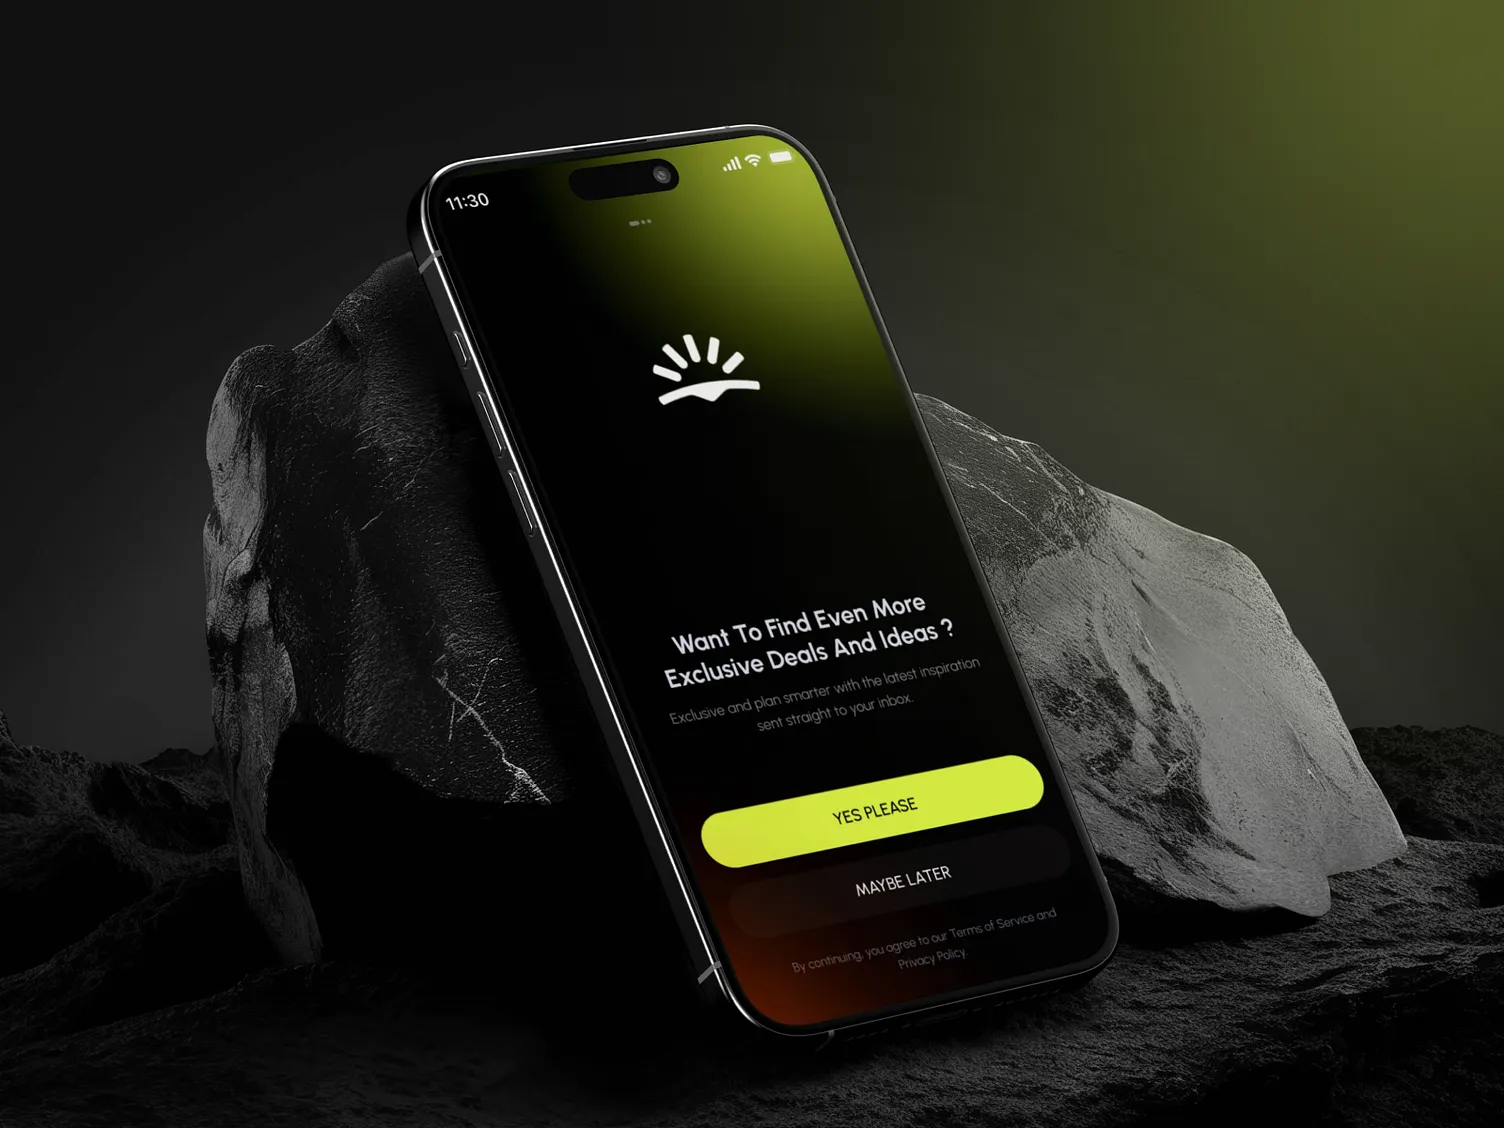 11:30
Want To Find Even More
Exclusive Deals And Ideas ?
Exclusive and plan smarter with the latest inspiration
sent straight to your inbox.
YES PLEASE
MAYBE LATER
By continuing, you agree to our Terms of Service and
Privacy Policy.